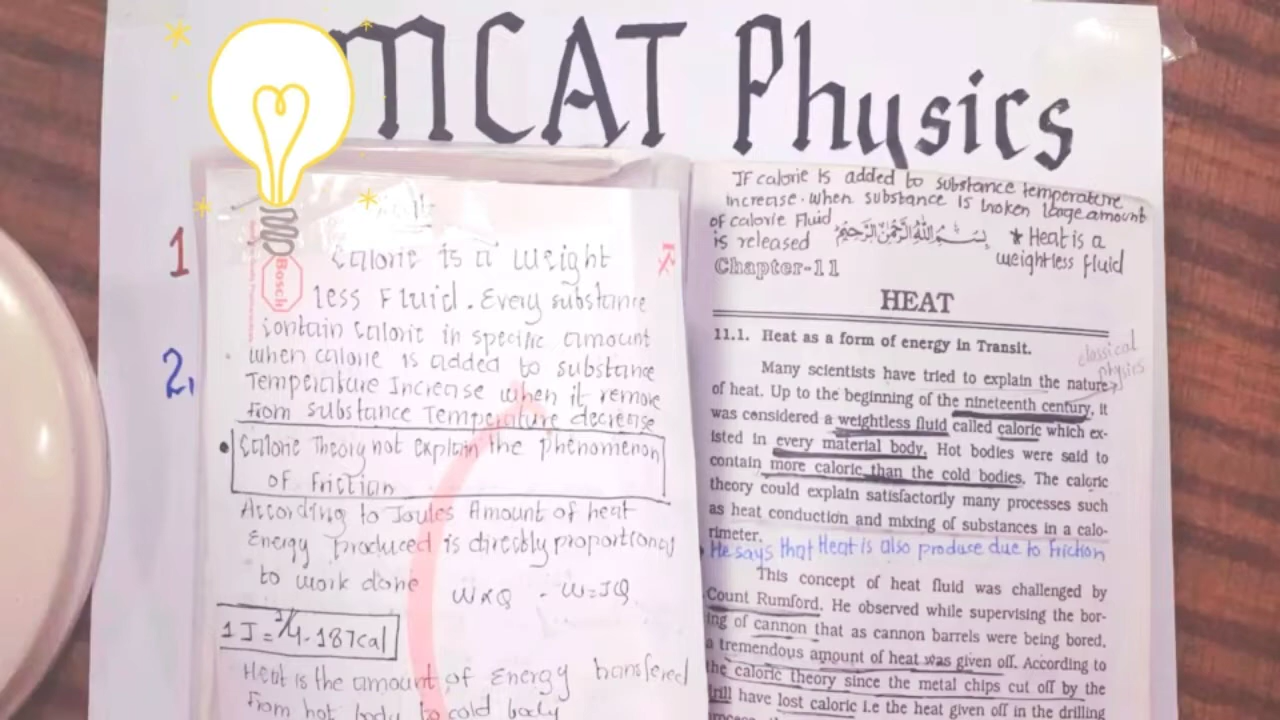 MCAT Physics
1
2.
Bosch
Caloric is a weight
less Fluid. Every substance
contain caloric in specific amount
when caloric is added to substance
Temperature Increase when it remove
from substance Temperature decrease
• Caloric Theory not explain the phenomenon
of Friction
According to Joules Amount of heat
Energy produced is directly proportional
to work done W∝Q - W=JQ
1J = 1/4.187cal
Heat is the amount of Energy transfered
from hot body to cold body
IF calorie is added to substance temperature
increase. when substance is broken large amount
of calorie Fluid
is released
بسم الله الرحمن الرحيم
* Heat is a
weightless fluid
Chapter-11
HEAT
11.1. Heat as a form of energy in Transit.
classical
physics
Many scientists have tried to explain the nature
of heat. Up to the beginning of the nineteenth century, it
was considered a weightless fluid called caloric which ex-
isted in every material body. Hot bodies were said to
contain more caloric than the cold bodies. The caloric
theory could explain satisfactorily many processes such
as heat conduction and mixing of substances in a calo-
rimeter.
He says that Heat is also produce due to Friction
This concept of heat fluid was challenged by
Count Rumford. He observed while supervising the bor-
ing of cannon that as cannon barrels were being bored,
a tremendous amount of heat was given off. According to
the caloric theory since the metal chips cut off by the
drill have lost caloric i.e the heat given off in the drilling